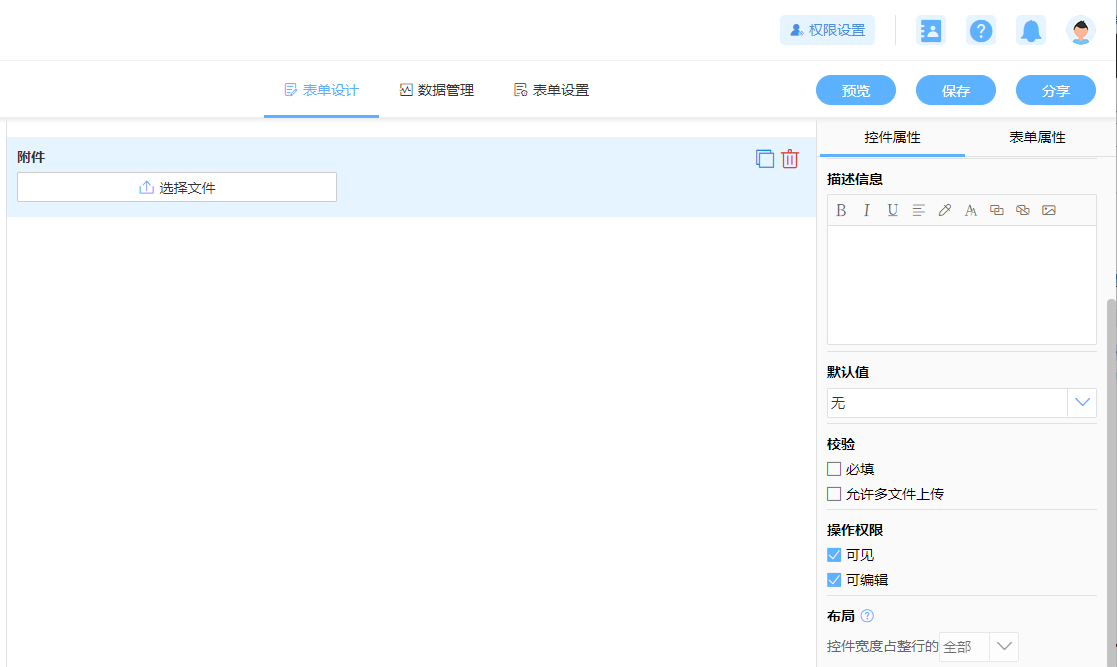 权限设置
表单设计 数据管理 表单设置
预览 保存 分享
控件属性 表单属性
附件
选择文件
描述信息
B I U
默认值
无
校验
必填
允许多文件上传
操作权限
可见
可编辑
布局
控件宽度占整行的 全部